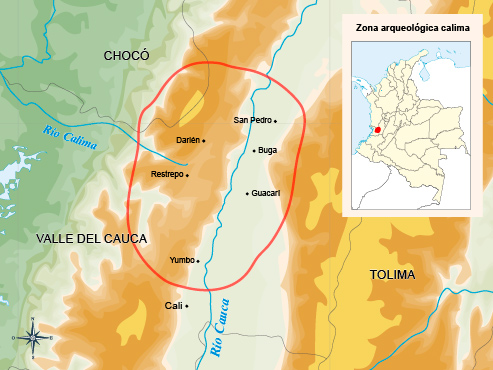 Zona arqueológica calima
CHOCÓ
San Pedro
Río Calima
Darién
Buga
Restrepo
Guacarí
VALLE DEL CAUCA
Yumbo
TOLIMA
Cali
Río Cauca
N
O
E
S